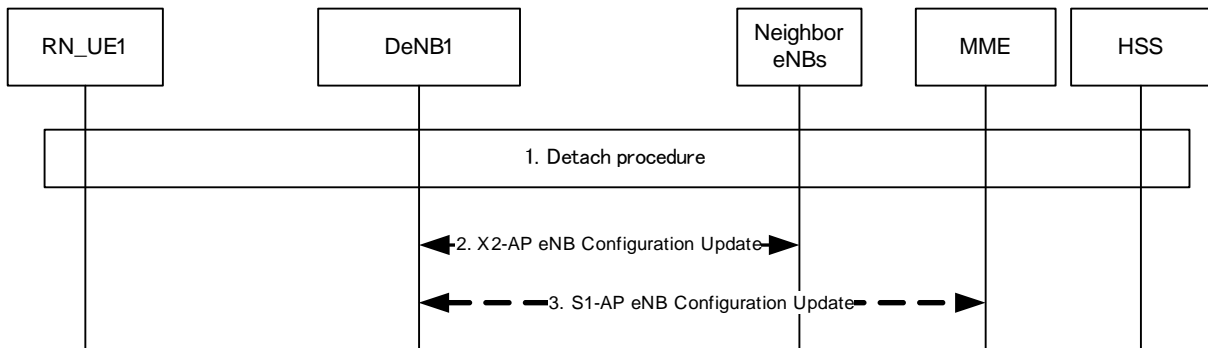 RN_UE1
DeNB1
Neighbor
eNBs
MME
HSS
1. Detach procedure
2. X2-AP eNB Configuration Update
3. S1-AP eNB Configuration Update